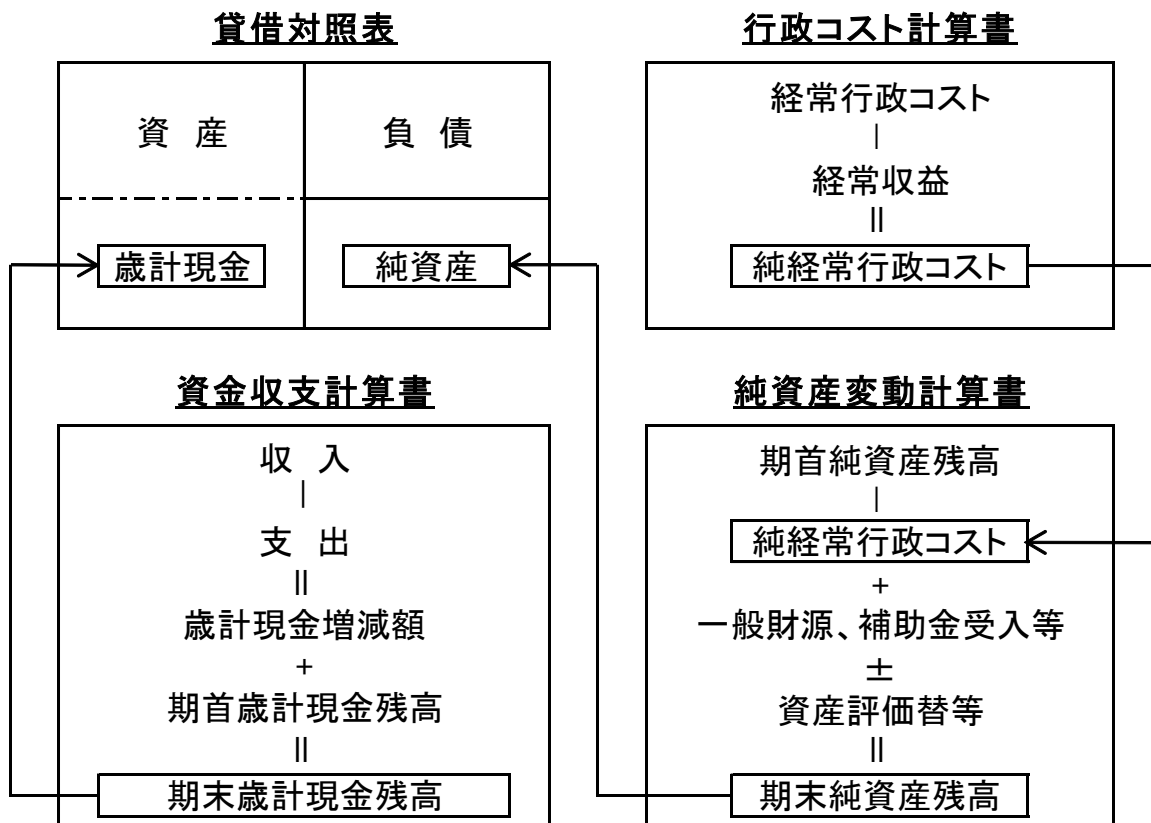 貸借対照表
資 産
負 債
歳計現金
純資産
行政コスト計算書
経常行政コスト
|
経常収益
||
純経常行政コスト
資金収支計算書
収 入
|
支 出
||
歳計現金増減額
+
期首歳計現金残高
||
期末歳計現金残高
純資産変動計算書
期首純資産残高
|
純経常行政コスト
+
一般財源、補助金受入等
±
資産評価替等
||
期末純資産残高